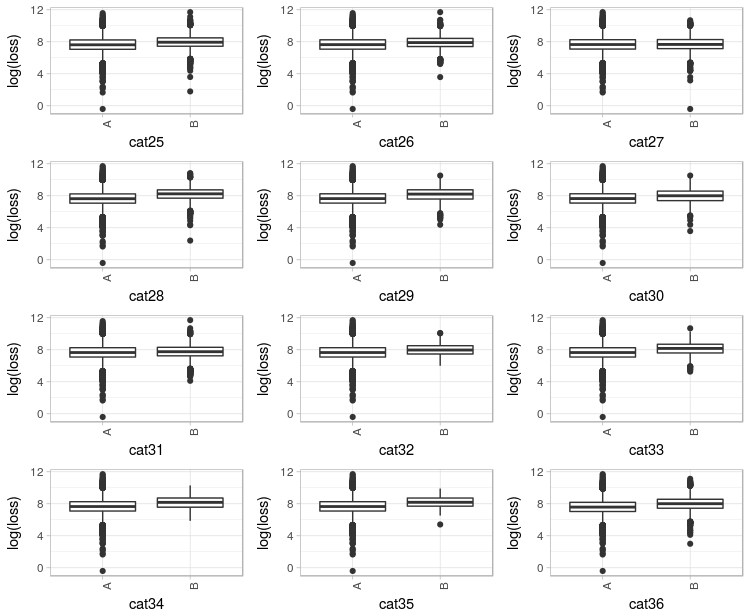 log(loss)
12
8
4
0
A
B
cat25
log(loss)
12
8
4
0
A
B
cat26
log(loss)
12
8
4
0
A
B
cat27
log(loss)
12
8
4
0
A
B
cat28
log(loss)
12
8
4
0
A
B
cat29
log(loss)
12
8
4
0
A
B
cat30
log(loss)
12
8
4
0
A
B
cat31
log(loss)
12
8
4
0
A
B
cat32
log(loss)
12
8
4
0
A
B
cat33
log(loss)
12
8
4
0
A
B
cat34
log(loss)
12
8
4
0
A
B
cat35
log(loss)
12
8
4
0
A
B
cat36